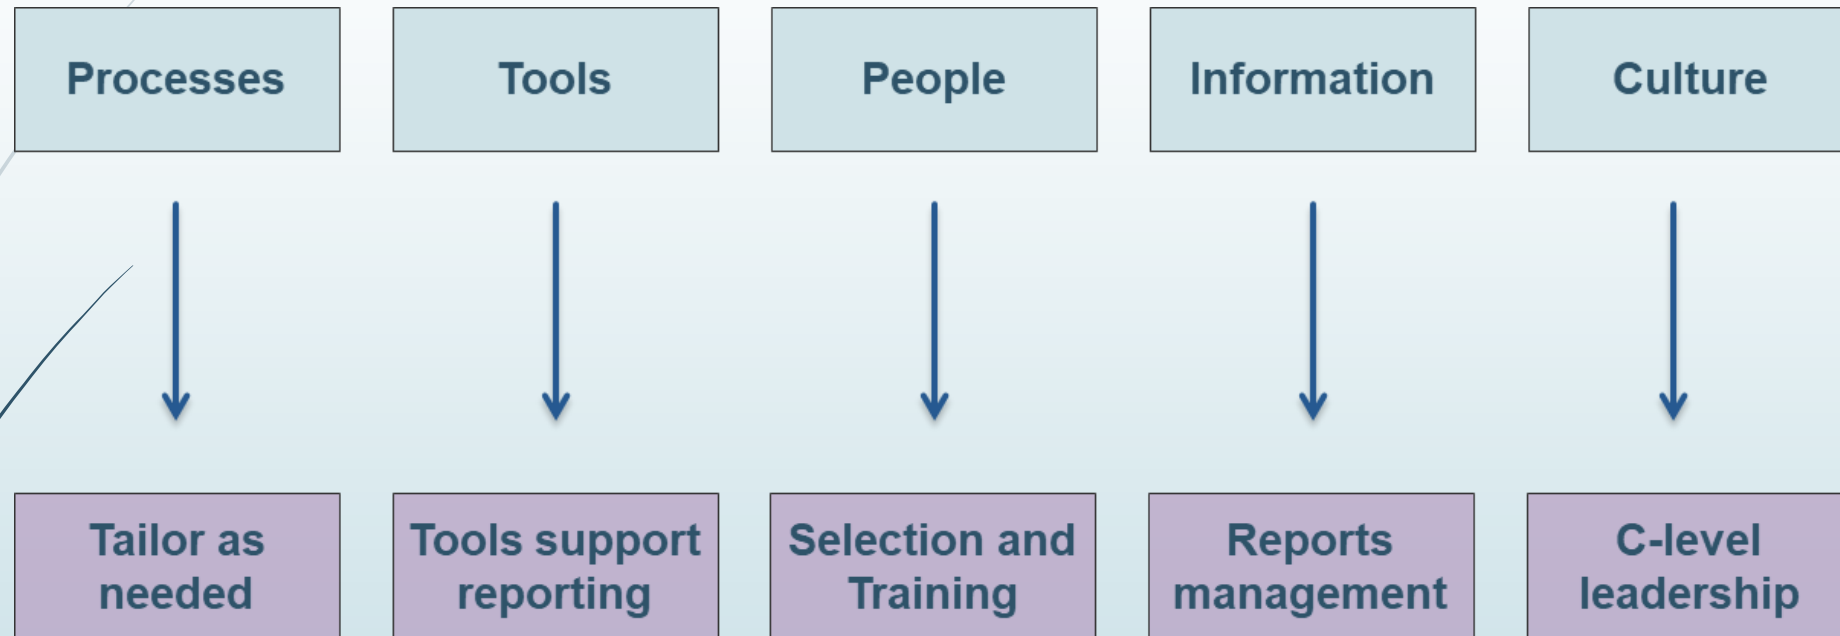 Processes
Tools
People
Information
Culture
Tailor as
needed
Tools support
reporting
Selection and
Training
Reports
management
C-level
leadership